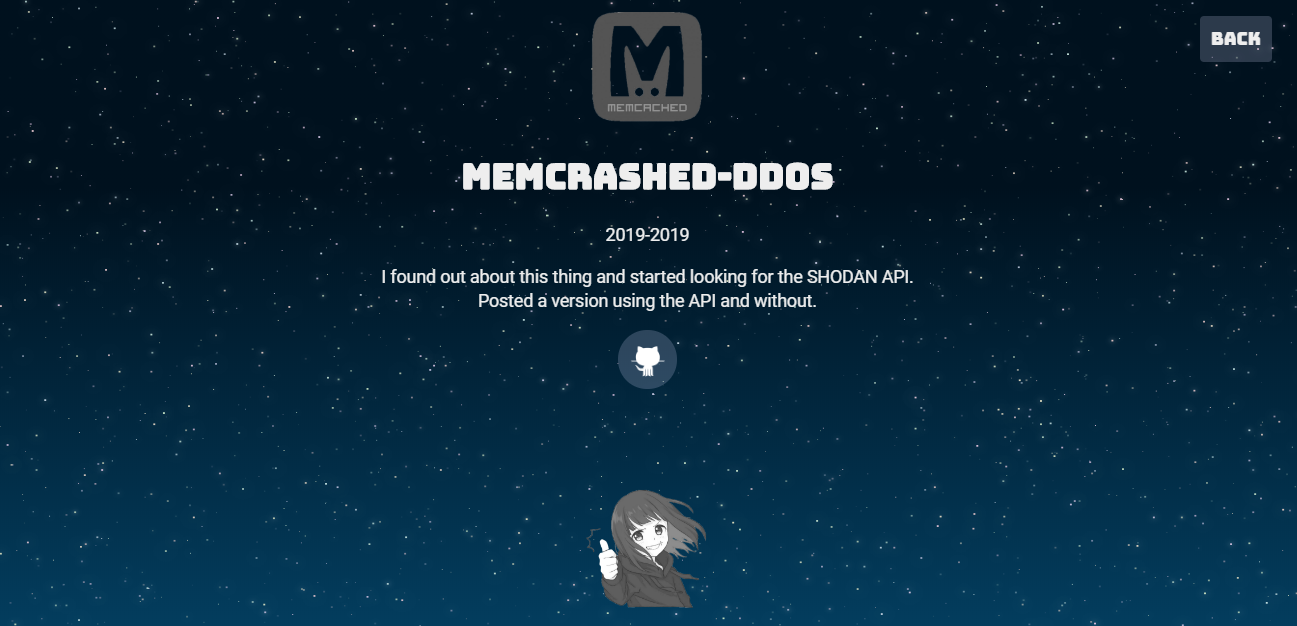 MEMCACHED
BACK
MEMCRASHED-DDOS
2019-2019
I found out about this thing and started looking for the SHODAN API.
Posted a version using the API and without.